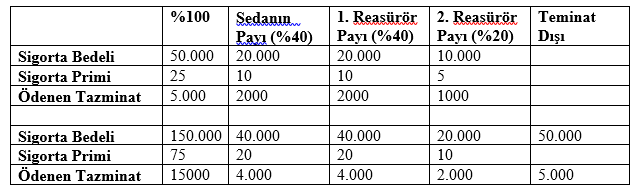 %100 Sedanın Payı (%40) 1. Reasürör Payı (%40) 2. Reasürör Payı (%20) Teminat Dışı
Sigorta Bedeli 50.000 20.000 20.000 10.000
Sigorta Primi 25 10 10 5
Ödenen Tazminat 5.000 2000 2000 1000
Sigorta Bedeli 150.000 40.000 40.000 20.000 50.000
Sigorta Primi 75 20 20 10
Ödenen Tazminat 15000 4.000 4.000 2.000 5.000